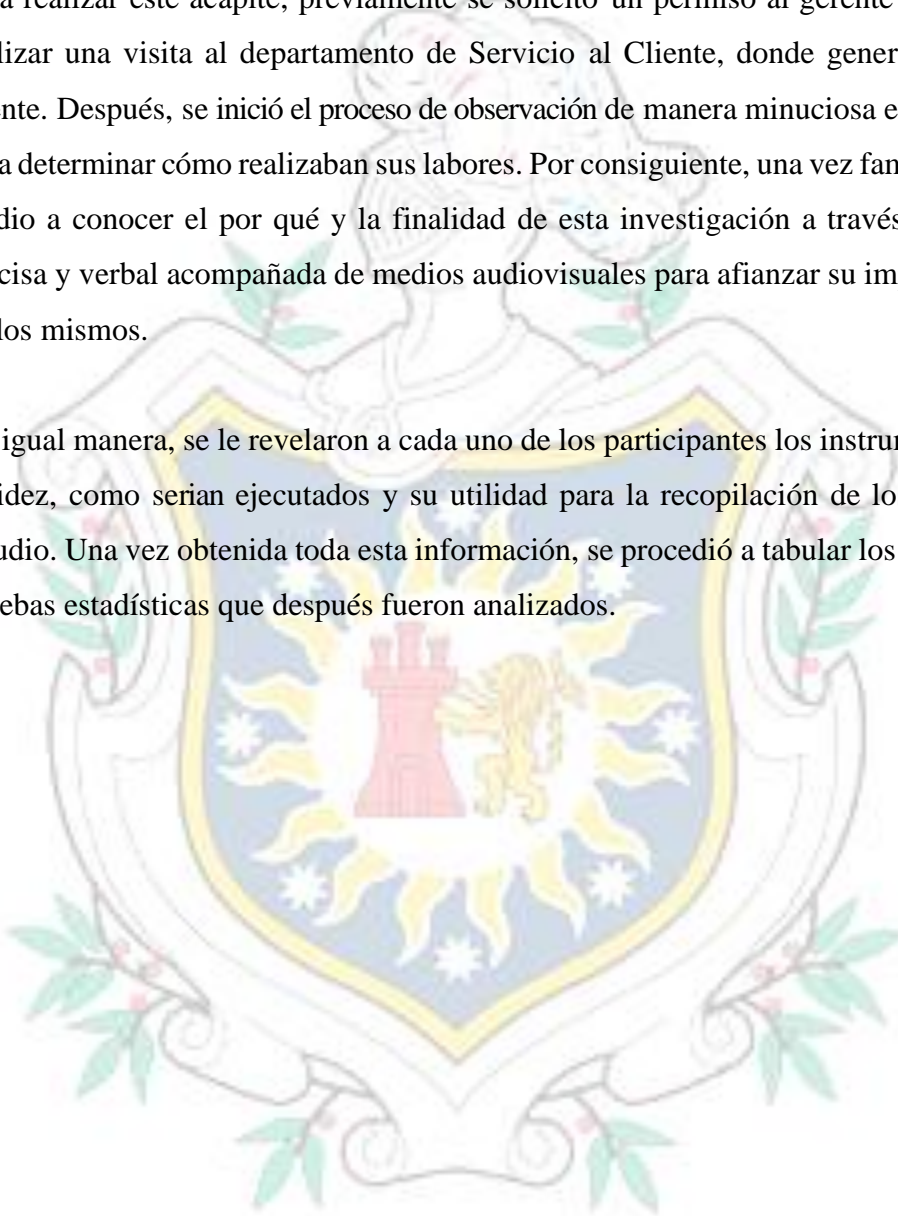 realizar este acápite, previamente se solicitó un permiso al gerente
lizar una visita al departamento de Servicio al Cliente, donde gener
nte. Después, se inició el proceso de observación de manera minuciosa e
a determinar cómo realizaban sus labores. Por consiguiente, una vez fan
dio a conocer el por qué y la finalidad de esta investigación a través
cisa y verbal acompañada de medios audiovisuales para afianzar su im
los mismos.
igual manera, se le revelaron a cada uno de los participantes los instru
idez, como serian ejecutados y su utilidad para la recopilación de lo
udio. Una vez obtenida toda esta información, se procedió a tabular los
ebas estadísticas que después fueron analizados.